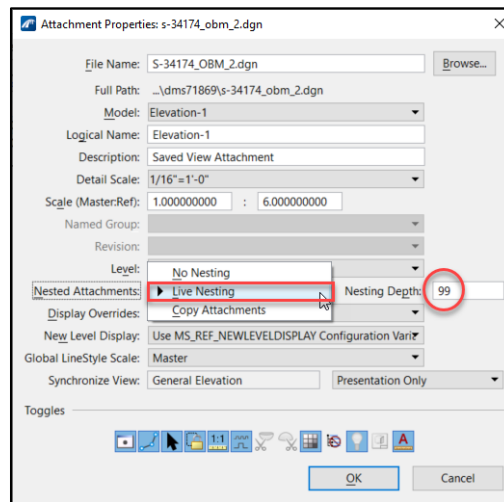 Attachment Properties: s-34174_obm_2.dgn
File Name: S-34174_OBM_2.dgn Browse...
Full Path: ...\dms71869\s-34174_obm_2.dgn
Model: Elevation-1
Logical Name: Elevation-1
Description: Saved View Attachment
Detail Scale: 1/16"=1'-0"
Scale (Master:Ref): 1.000000000 : 6.000000000
Named Group:
Revision:
Level:
No Nesting
Nested Attachments: Live Nesting Nesting Depth: 99
Copy Attachments
Display Overrides:
New Level Display: Use MS_REF_NEWLEVELDISPLAY Configuration Varia
Global LineStyle Scale: Master
Synchronize View: General Elevation Presentation Only
Toggles
1:1
A
OK Cancel